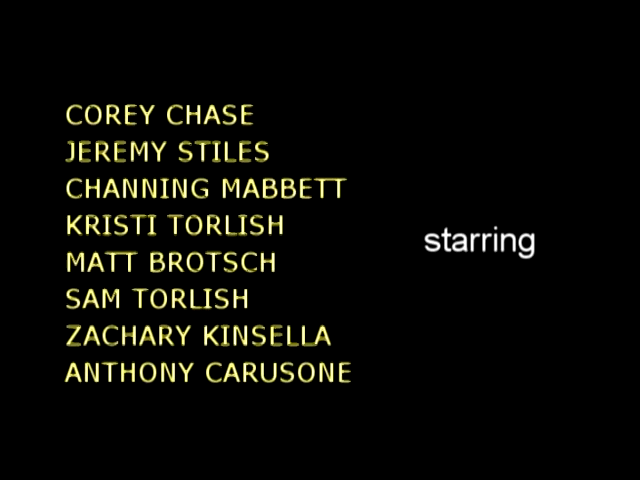 COREY CHASE
JEREMY STILES
CHANNING MABBETT
KRISTI TORLISH
MATT BROTSCH
SAM TORLISH
ZACHARY KINSELLA
ANTHONY CARUSONE
starring